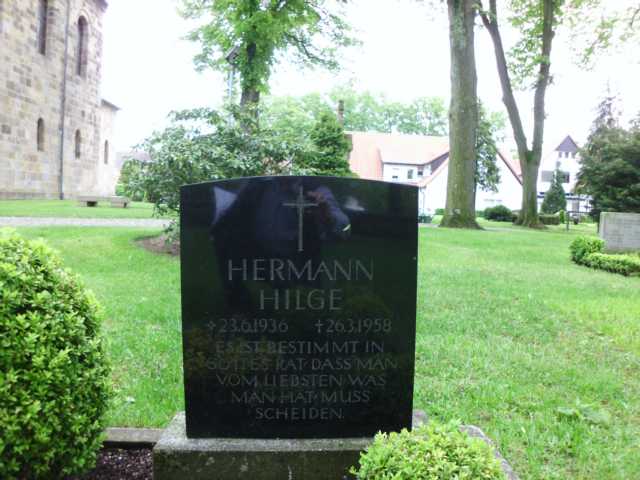 HERMANN
HILGE
*23.6.1936 †26.3.1958
ES IST BESTIMMT IN
GOTTES RAT, DASS MAN
VOM LIEBSTEN WAS
MAN HAT, MUSS
SCHEIDEN.